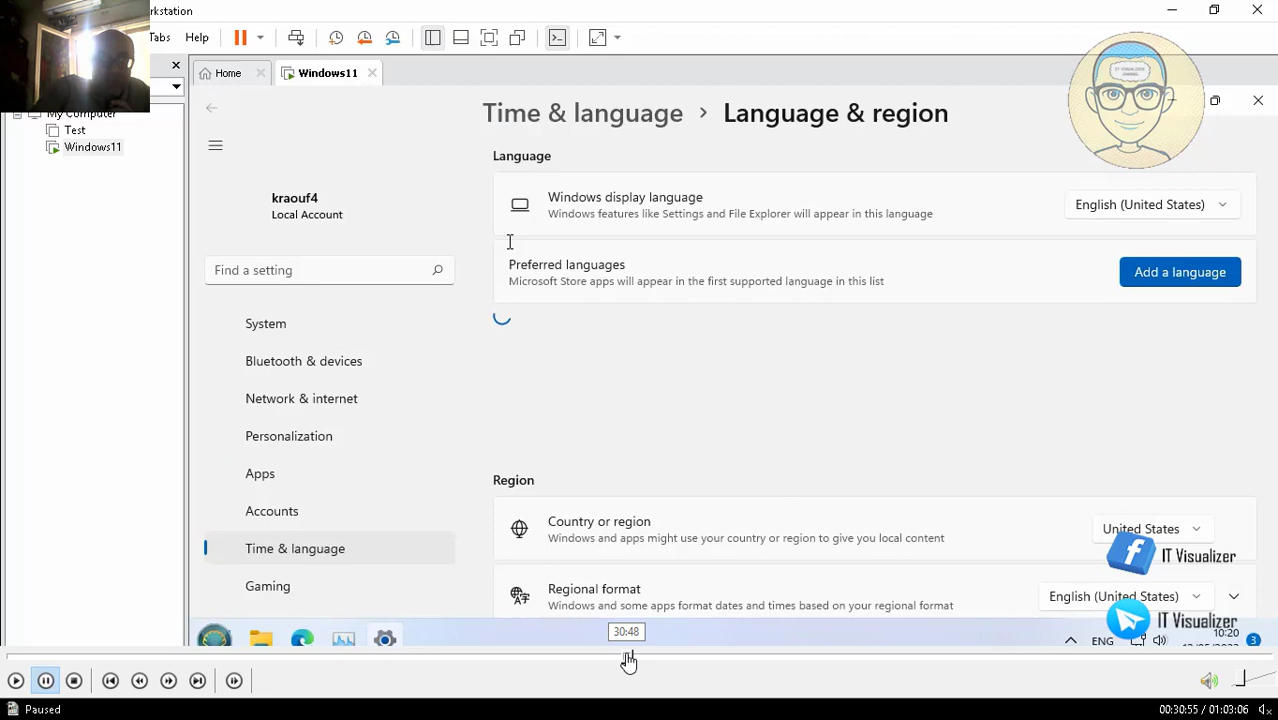 rkstation
Tabs Help
Home Windows11
My Computer
Test
Windows11
IT VISUALIZER
CHANNEL
Time & language > Language & region
kraouf4
Local Account
Find a setting
System
Bluetooth & devices
Network & internet
Personalization
Apps
Accounts
Time & language
Gaming
Language
Windows display language
Windows features like Settings and File Explorer will appear in this language
English (United States)
Preferred languages
Microsoft Store apps will appear in the first supported language in this list
Add a language
Region
Country or region
Windows and apps might use your country or region to give you local content
United States
Regional format
Windows and some apps format dates and times based on your regional format
English (United States)
IT Visualizer
IT Visualizer
ENG
10:20
3
30:48
Paused
00:30:55 / 01:03:06